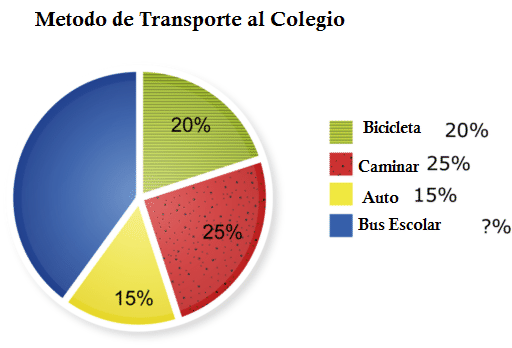 Metodo de Transporte al Colegio
20%
25%
15%
Bicicleta 20%
Caminar 25%
Auto 15%
Bus Escolar ?%